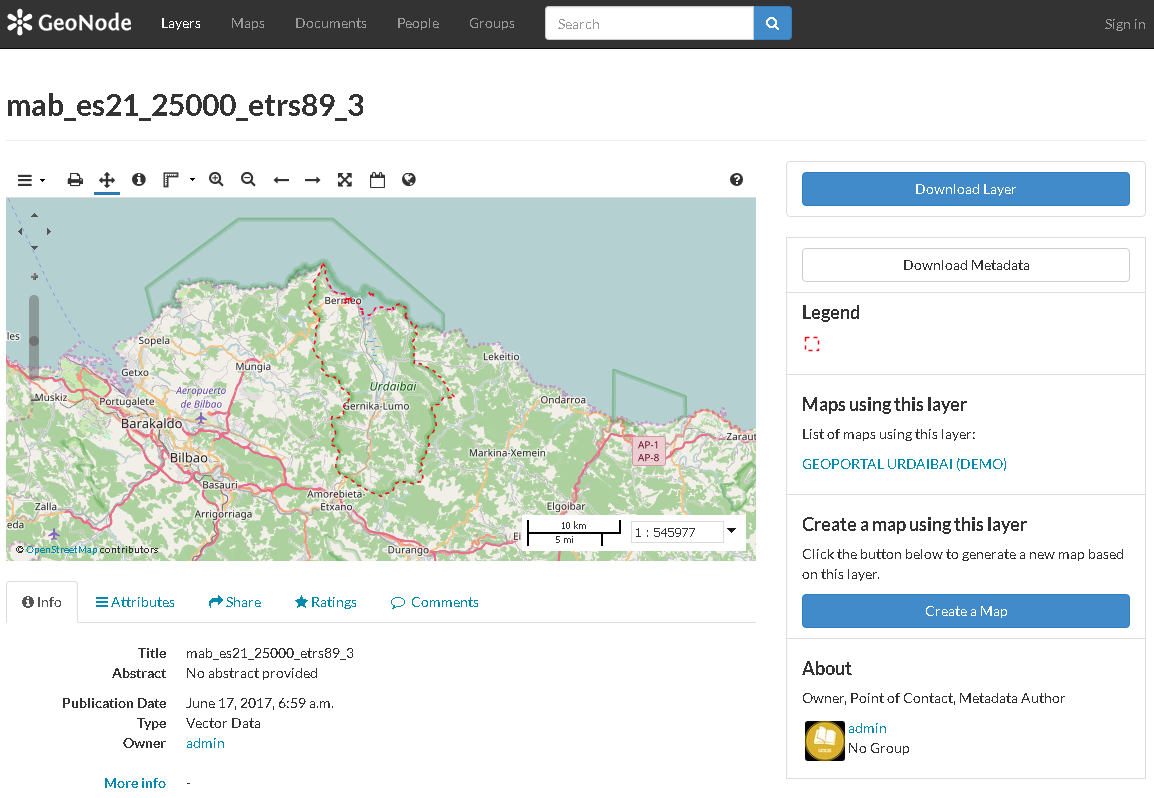 GeoNode Layers Maps Documents People Groups Search Sign in
mab_es21_25000_etrs89_3
Download Layer
Download Metadata
Legend
Maps using this layer
List of maps using this layer:
GEOPORTAL URDAIBAI (DEMO)
Create a map using this layer
Click the button below to generate a new map based
on this layer.
Create a Map
About
Owner, Point of Contact, Metadata Author
admin
No Group
Bermeo
les
Sopela
Lekeitio
Getxo
Mungia
Urdaibai
Muskiz
Portugalete
Aeropuerto
de Bilbao
Gernika-Lumo
Ondarroa
Barakaldo
Zaraut
AP-1
AP-8
Markina-Xemein
Bilbao
Basauri
Amorebieta-
Etxano
Zalla
Arrigorriaga
Elgoibar
eda
Ei
10 km
5 mi
1 : 545977
© OpenStreetMap contributors
Durango
Info Attributes Share Ratings Comments
Title mab_es21_25000_etrs89_3
Abstract No abstract provided
Publication Date June 17, 2017, 6:59 a.m.
Type Vector Data
Owner admin
More info -